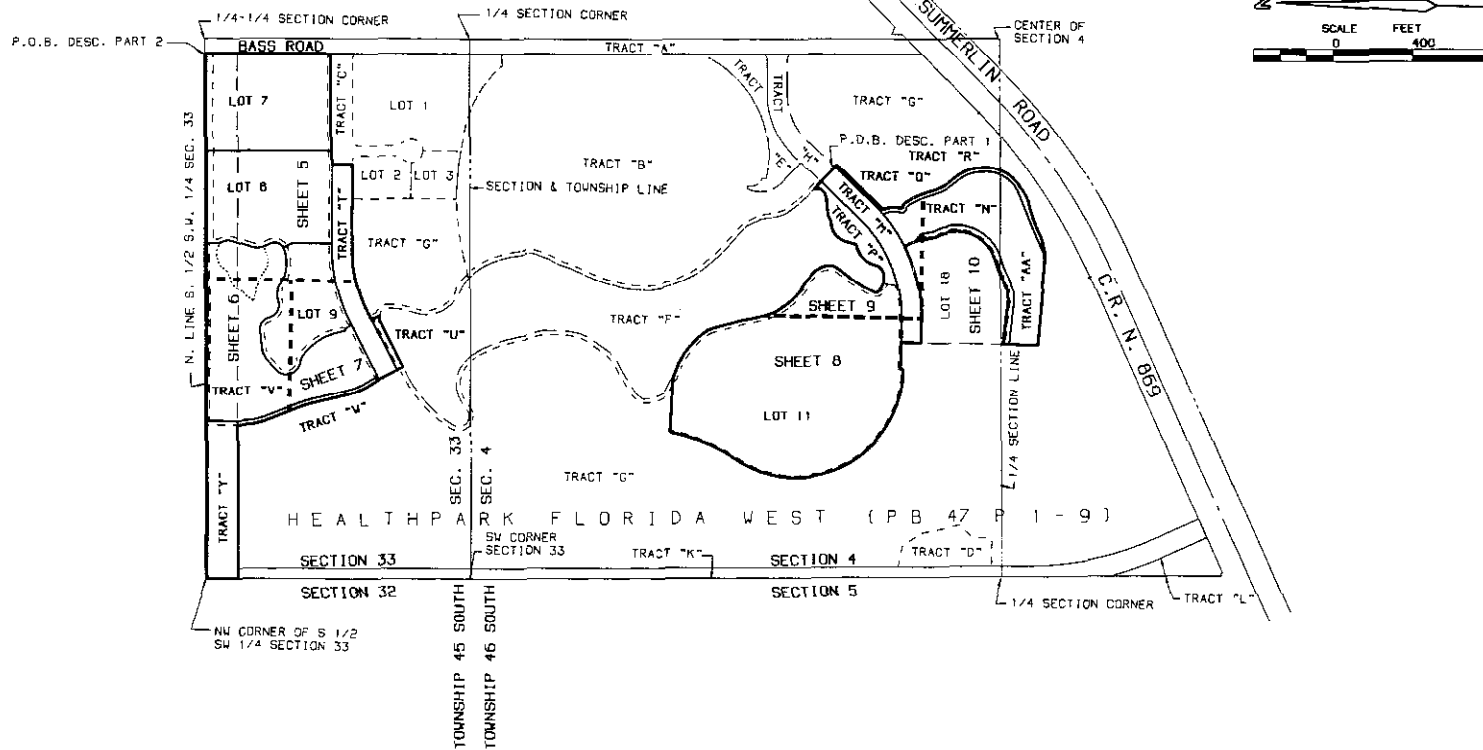 1/4-1/4 SECTION CORNER
1/4 SECTION CORNER
P.O.B. DESC. PART 2
BASS ROAD
TRACT "A"
SUMMERLIN ROAD
CENTER OF
SECTION 4
SCALE FEET
0 400
N. LINE S. 1/2 S.W. 1/4 SEC. 33
LOT 7
TRACT "C"
LOT 1
TRACT
TRACT
TRACT "G"
P.O.B. DESC. PART 1
TRACT "R"
LOT 8
SHEET 5
LOT 2
LOT 3
TRACT "B"
SECTION & TOWNSHIP LINE
"E"
"H"
TRACT "Q"
TRACT "T"
TRACT "M"
TRACT "N"
TRACT "P"
TRACT "G"
SHEET 6
LOT 9
TRACT "U"
TRACT "F"
SHEET 9
LOT 18
SHEET 10
TRACT "AA"
C.R. N. 869
TRACT "V"
SHEET 7
TRACT "W"
SHEET 8
LOT 11
1/4 SECTION LINE
SEC. 33
SEC. 4
TRACT "G"
TRACT "Y"
HEALTHPARK FLORIDA WEST (PB 47 P 1-9)
SW CORNER
SECTION 33
SECTION 33
TRACT "K"
SECTION 4
TRACT "D"
SECTION 32
SECTION 5
1/4 SECTION CORNER
TRACT "L"
NW CORNER OF S 1/2
SW 1/4 SECTION 33
TOWNSHIP 45 SOUTH
TOWNSHIP 46 SOUTH